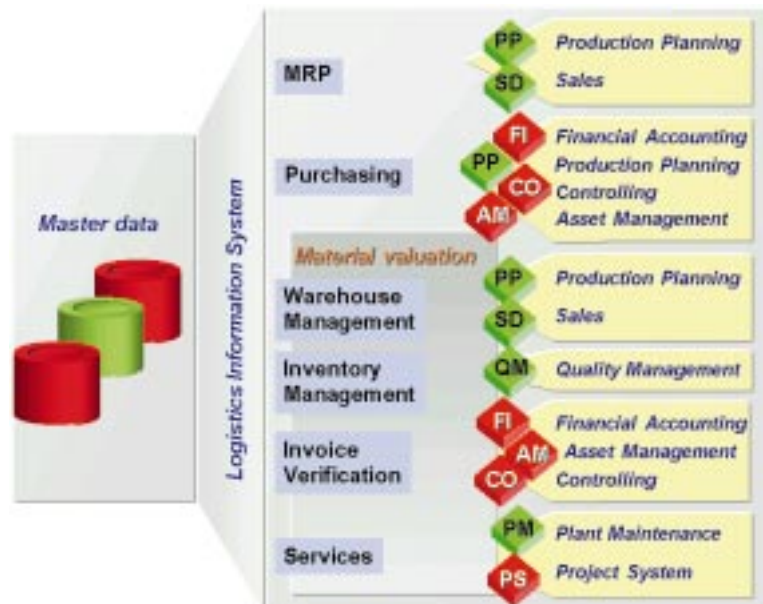 Master data
Logistics Information System
MRP
PP Production Planning
SD Sales
Purchasing
FI Financial Accounting
PP Production Planning
CO Controlling
AM Asset Management
Material valuation
Warehouse
Management
PP Production Planning
SD Sales
Inventory
Management
QM Quality Management
Invoice
Verification
FI Financial Accounting
AM Asset Management
CO Controlling
Services
PM Plant Maintenance
PS Project System